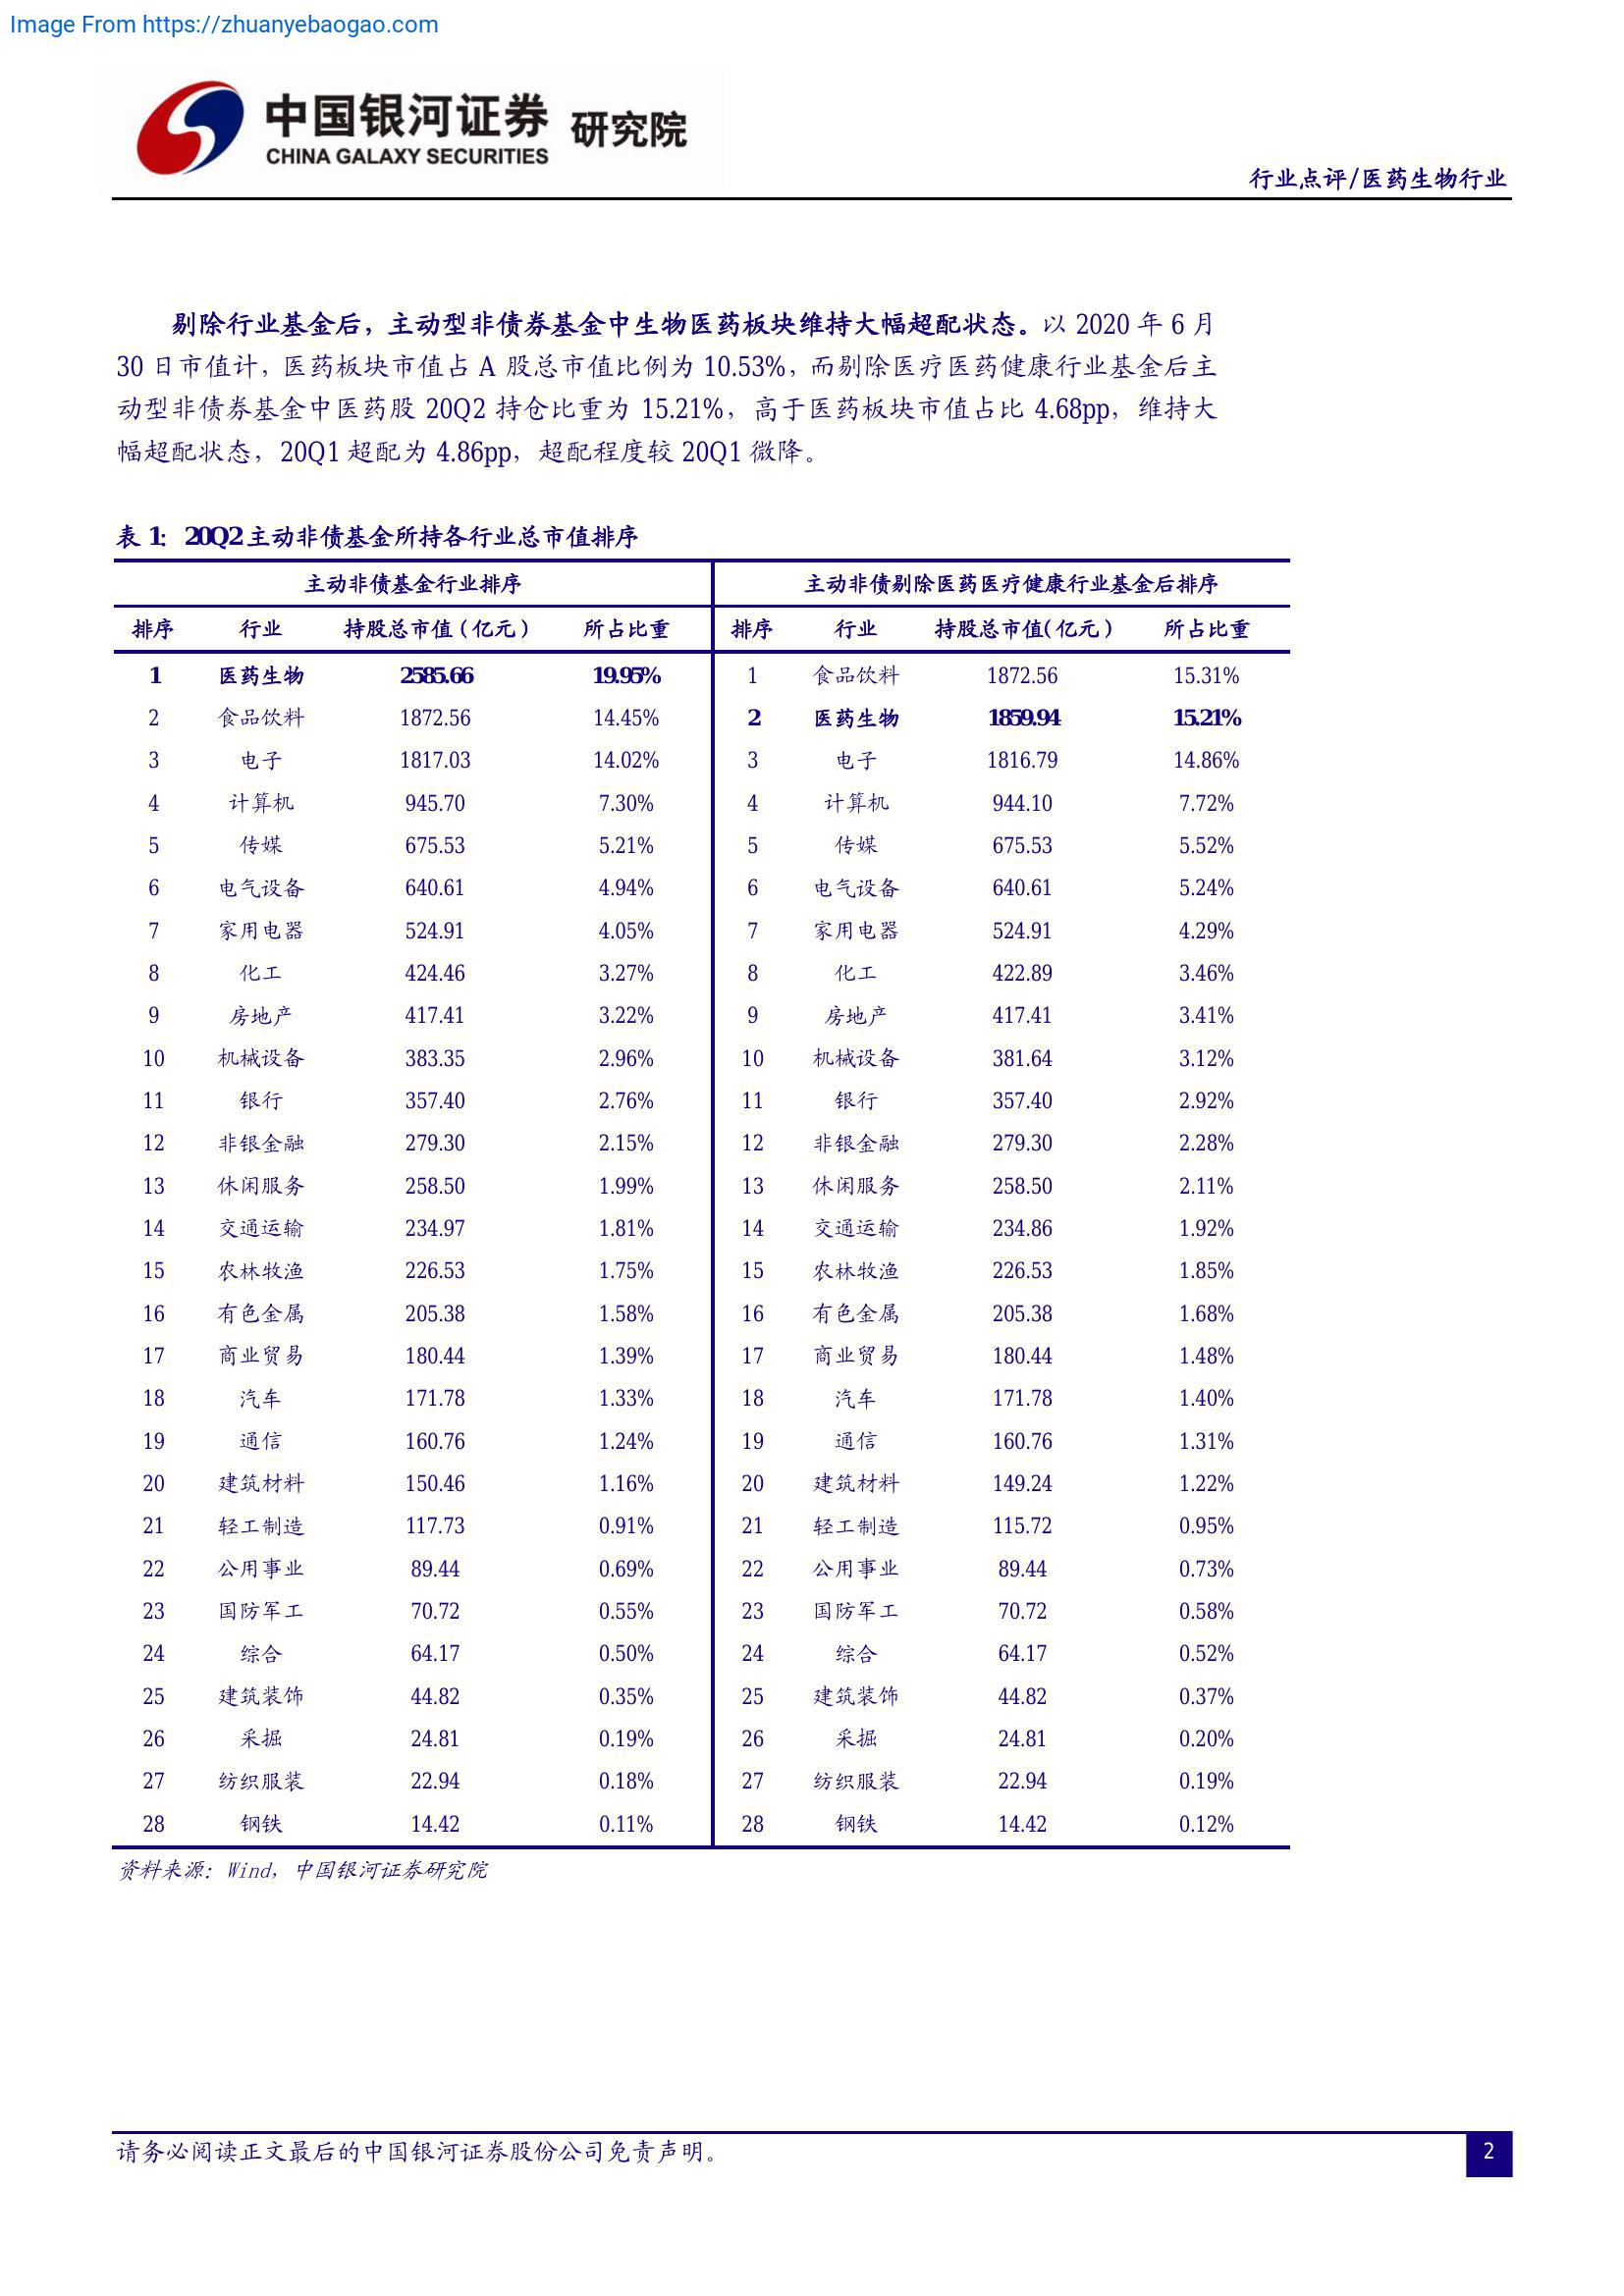 Image From https://zhuanyebaogao.com
中国银河证券 研究院
CHINA GALAXY SECURITIES
行业点评/医药生物行业
剔除行业基金后，主动型非债券基金中生物医药板块维持大幅超配状态。以 2020 年 6 月
30 日市值计，医药板块市值占 A 股总市值比例为 10.53%，而剔除医疗医药健康行业基金后主
动型非债券基金中医药股 20Q2 持仓比重为 15.21%，高于医药板块市值占比 4.68pp，维持大
幅超配状态，20Q1 超配为 4.86pp，超配程度较 20Q1 微降。
表 1：20Q2 主动非债基金所持各行业总市值排序
主动非债基金行业排序 主动非债剔除医药医疗健康行业基金后排序
排序 行业 持股总市值（亿元） 所占比重 排序 行业 持股总市值（亿元） 所占比重
1 医药生物 2585.66 19.95% 1 食品饮料 1872.56 15.31%
2 食品饮料 1872.56 14.45% 2 医药生物 1859.94 15.21%
3 电子 1817.03 14.02% 3 电子 1816.79 14.86%
4 计算机 945.70 7.30% 4 计算机 944.10 7.72%
5 传媒 675.53 5.21% 5 传媒 675.53 5.52%
6 电气设备 640.61 4.94% 6 电气设备 640.61 5.24%
7 家用电器 524.91 4.05% 7 家用电器 524.91 4.29%
8 化工 424.46 3.27% 8 化工 422.89 3.46%
9 房地产 417.41 3.22% 9 房地产 417.41 3.41%
10 机械设备 383.35 2.96% 10 机械设备 381.64 3.12%
11 银行 357.40 2.76% 11 银行 357.40 2.92%
12 非银金融 279.30 2.15% 12 非银金融 279.30 2.28%
13 休闲服务 258.50 1.99% 13 休闲服务 258.50 2.11%
14 交通运输 234.97 1.81% 14 交通运输 234.86 1.92%
15 农林牧渔 226.53 1.75% 15 农林牧渔 226.53 1.85%
16 有色金属 205.38 1.58% 16 有色金属 205.38 1.68%
17 商业贸易 180.44 1.39% 17 商业贸易 180.44 1.48%
18 汽车 171.78 1.33% 18 汽车 171.78 1.40%
19 通信 160.76 1.24% 19 通信 160.76 1.31%
20 建筑材料 150.46 1.16% 20 建筑材料 149.24 1.22%
21 轻工制造 117.73 0.91% 21 轻工制造 115.72 0.95%
22 公用事业 89.44 0.69% 22 公用事业 89.44 0.73%
23 国防军工 70.72 0.55% 23 国防军工 70.72 0.58%
24 综合 64.17 0.50% 24 综合 64.17 0.52%
25 建筑装饰 44.82 0.35% 25 建筑装饰 44.82 0.37%
26 采掘 24.81 0.19% 26 采掘 24.81 0.20%
27 纺织服装 22.94 0.18% 27 纺织服装 22.94 0.19%
28 钢铁 14.42 0.11% 28 钢铁 14.42 0.12%
资料来源：Wind，中国银河证券研究院
请务必阅读正文最后的中国银河证券股份公司免责声明。
2